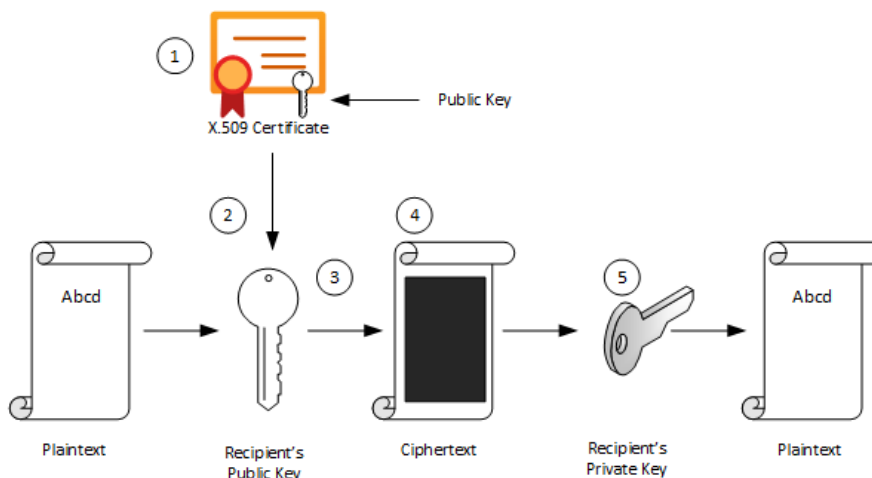 1
Public Key
X.509 Certificate
2
4
3
5
Abcd
Abcd
Plaintext
Recipient's
Public Key
Ciphertext
Recipient's
Private Key
Plaintext